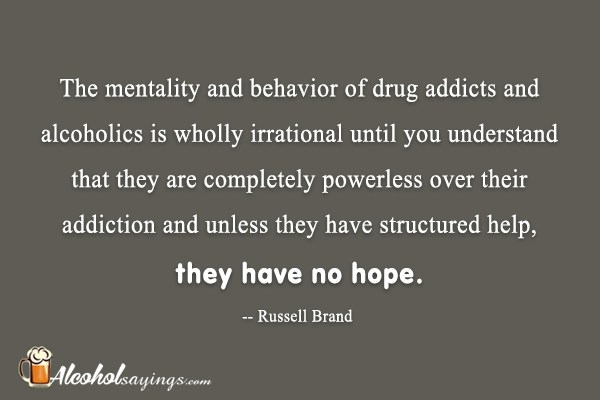 The mentality and behavior of drug addicts and
alcoholics is wholly irrational until you understand
that they are completely powerless over their
addiction and unless they have structured help,
they have no hope.
-- Russell Brand
Alcoholsayings.com